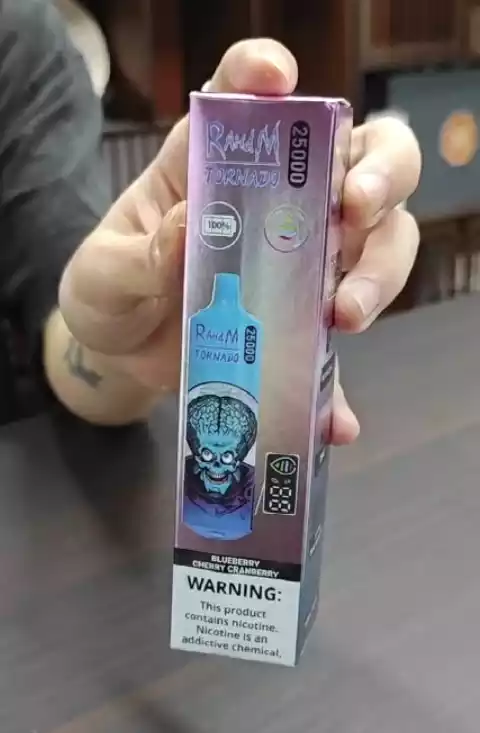 RAndM
TORNADO
25000
100%
RAndM
TORNADO
25000
88
BLUEBERRY
CHERRY CRANBERRY
WARNING:
This product
contains nicotine.
Nicotine is an
addictive chemical.